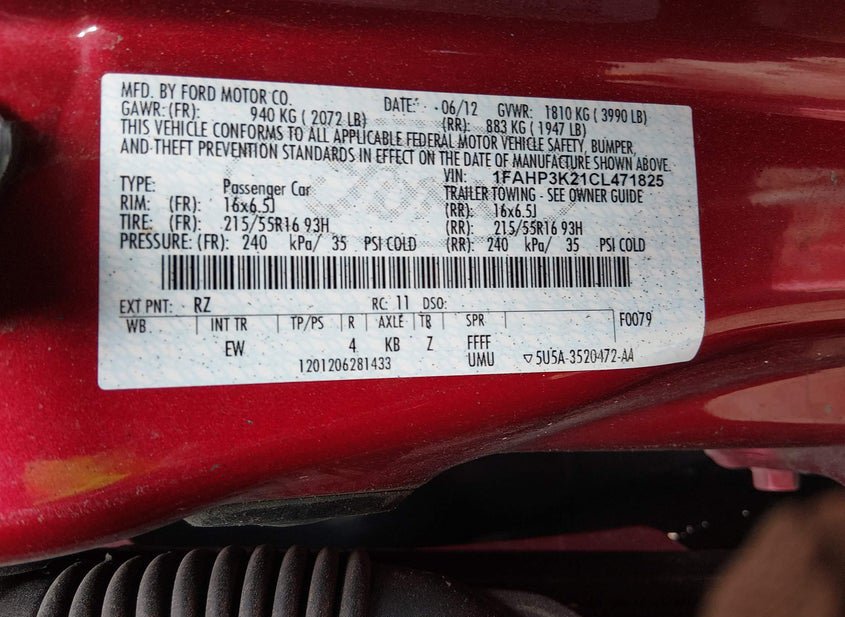 MFD. BY FORD MOTOR CO. DATE: 06/12 GVWR: 1810 KG ( 3990 LB)
GAWR: (FR): 940 KG ( 2072 LB) (RR): 883 KG ( 1947 LB)
THIS VEHICLE CONFORMS TO ALL APPLICABLE FEDERAL MOTOR VEHICLE SAFETY, BUMPER,
AND THEFT PREVENTION STANDARDS IN EFFECT ON THE DATE OF MANUFACTURE SHOWN ABOVE.
VIN: 1FAHP3K21CL471825
TYPE: Passenger Car TRAILER TOWING - SEE OWNER GUIDE
RIM: (FR): 16x6.5J (RR): 16x6.5J
TIRE: (FR): 215/55R16 93H (RR): 215/55R16 93H
PRESSURE: (FR): 240 kPa/ 35 PSI COLD (RR): 240 kPa/ 35 PSI COLD
EXT PNT: RZ RC: 11 DSO:
WB INT TR TP/PS R AXLE TB SPR F0079
EW 4 KB Z FFFF
1201206281433 UMU ▽5U5A-3520472-AA